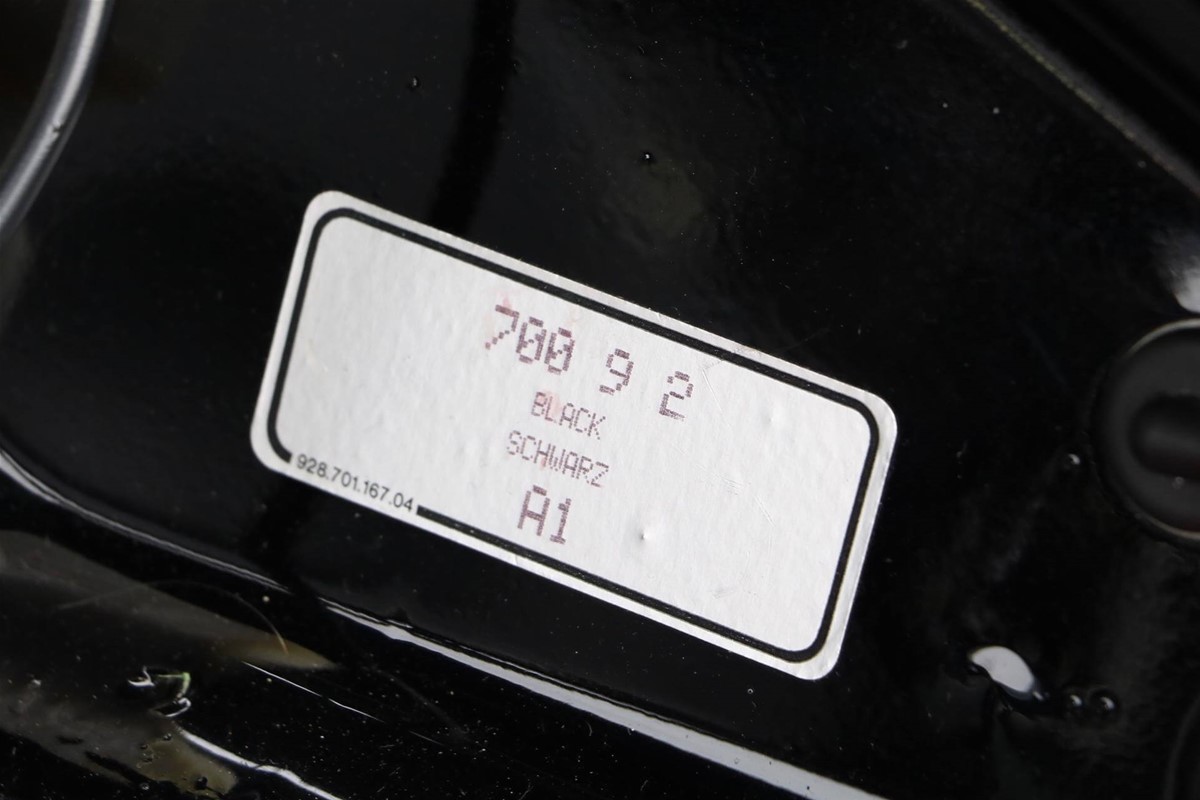 700 9 2
BLACK
SCHWARZ
A1
928.701.167.04